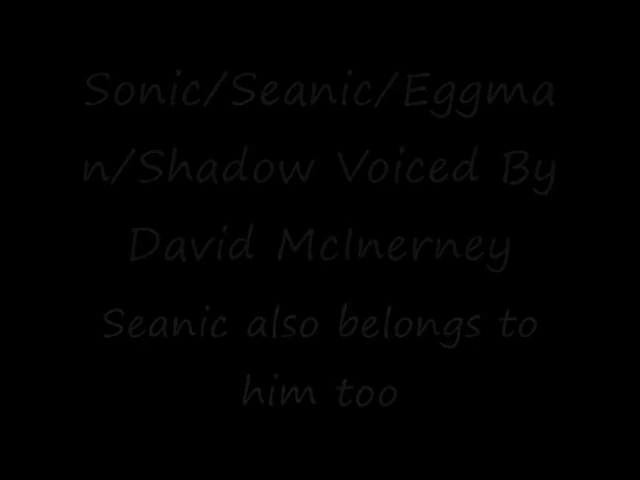 Sonic/Seanic/Eggma
n/Shadow Voiced By
David McInerney
Seanic also belongs to
him too